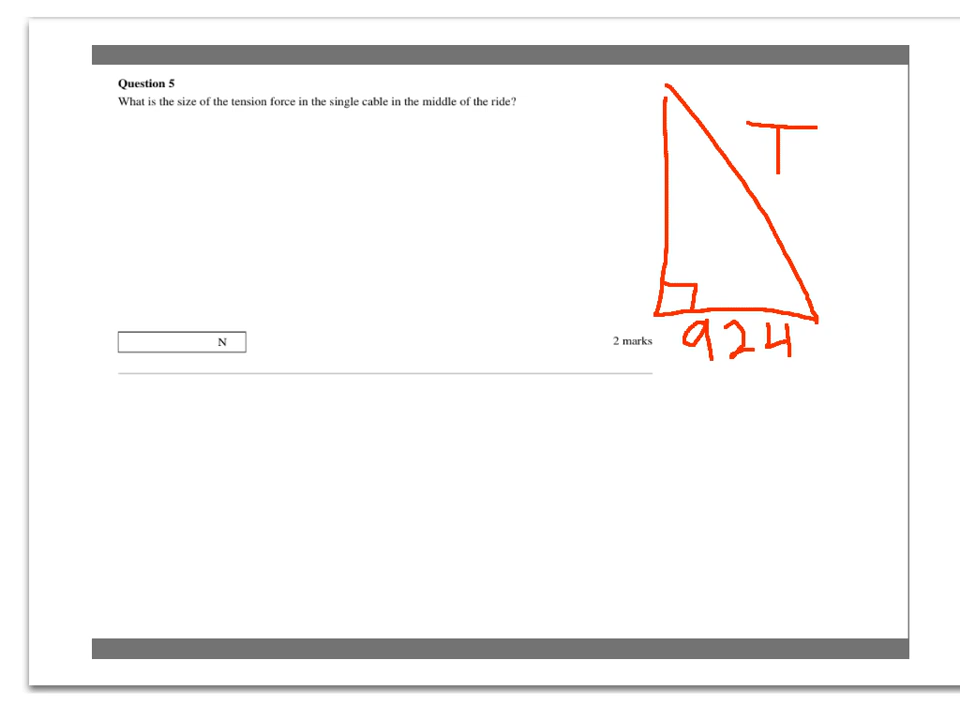 Question 5
What is the size of the tension force in the single cable in the middle of the ride?
T
N
2 marks
924